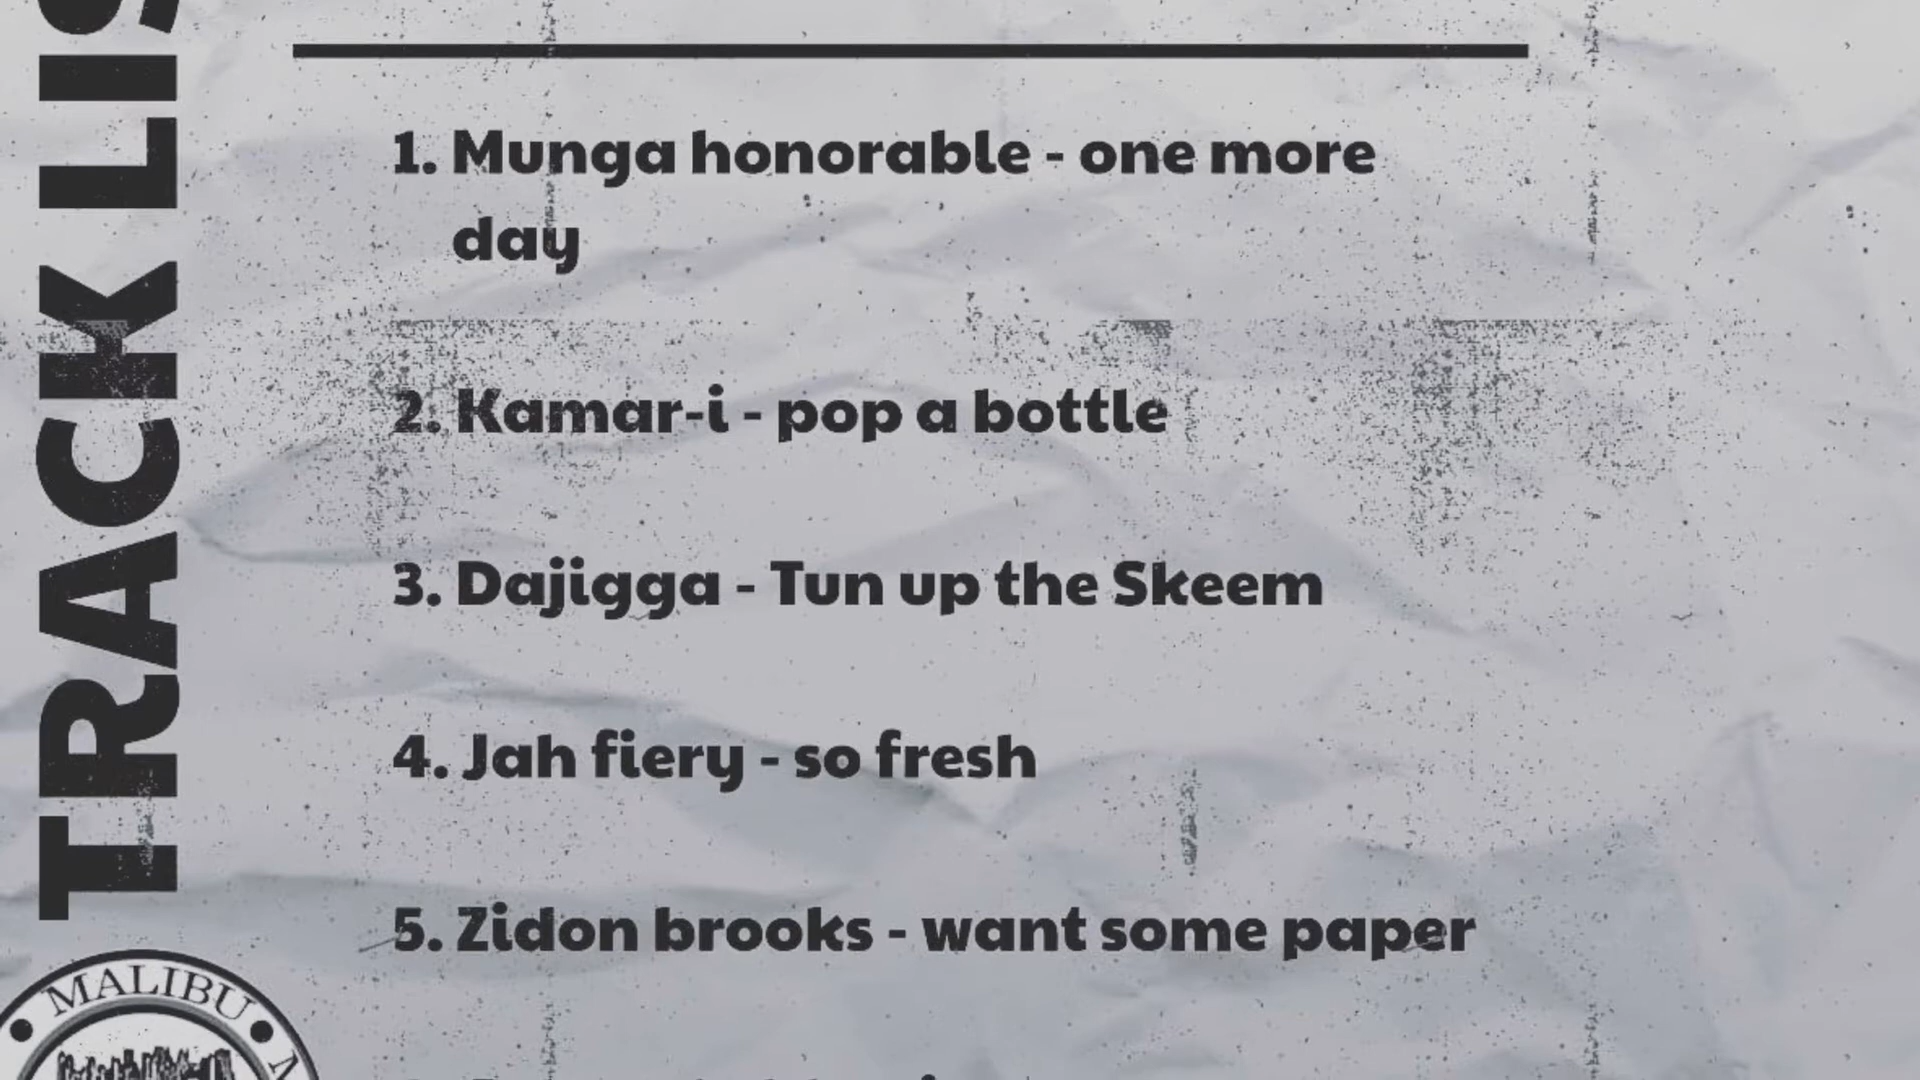 TRACK LIS
1. Munga honorable - one more
day
2. Kamar-i - pop a bottle
3. Dajigga - Tun up the Skeem
4. Jah fiery - so fresh
5. Zidon brooks - want some paper
MALIBU